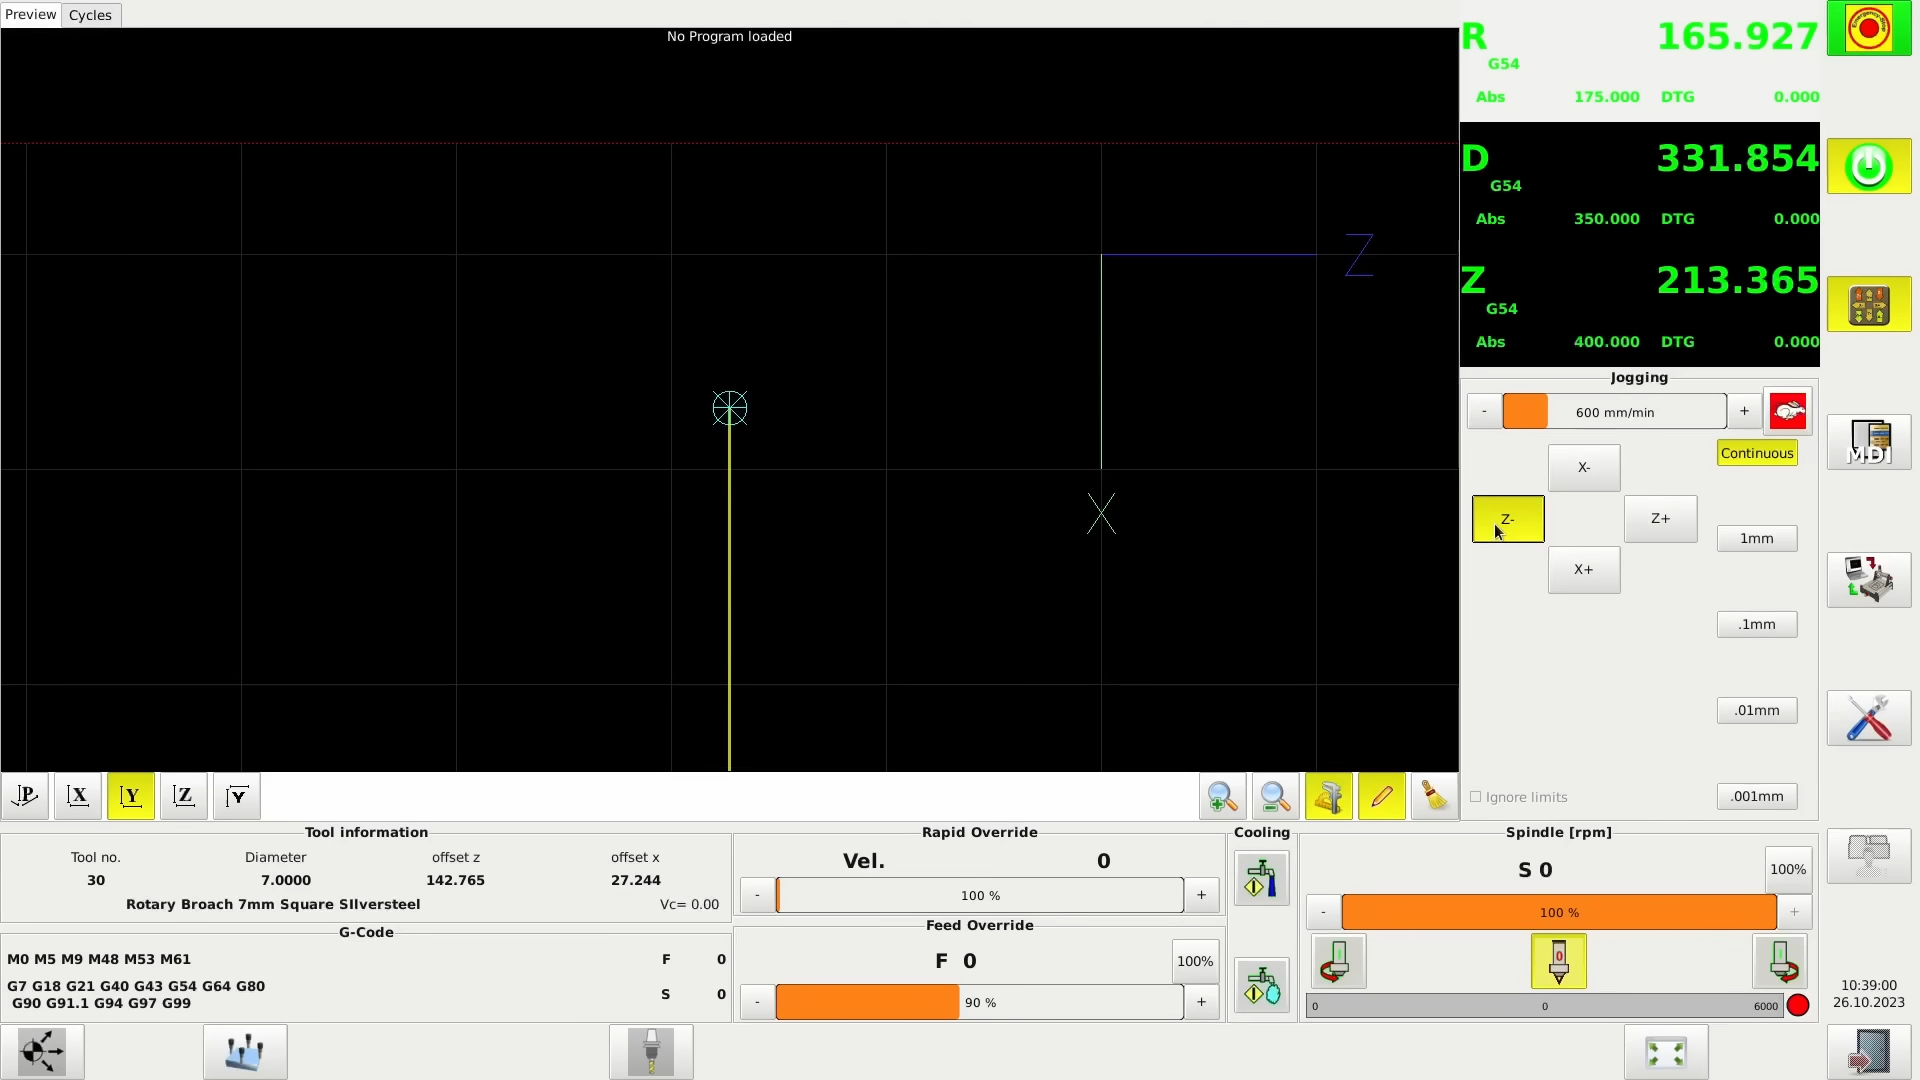 Preview Cycles
No Program loaded
R 165.927
G54
Abs 175.000 DTG 0.000
D 331.854
G54
Abs 350.000 DTG 0.000
Z 213.365
G54
Abs 400.000 DTG 0.000
Z
X
Jogging
- 600 mm/min +
Continuous
X-
Z- Z+
X+
1mm
.1mm
.01mm
.001mm
Ignore limits
MDI
P X Y Z Y
Tool information
Tool no. Diameter offset z offset x
30 7.0000 142.765 27.244
Rotary Broach 7mm Square SIlversteel Vc= 0.00
G-Code
M0 M5 M9 M48 M53 M61 F 0
G7 G18 G21 G40 G43 G54 G64 G80
G90 G91.1 G94 G97 G99
S 0
Rapid Override
Vel. 0
- 100 % +
Feed Override
F 0 100%
- 90 % +
Cooling
Spindle [rpm]
S 0 100%
- 100 % +
0
0 0 6000
10:39:00
26.10.2023